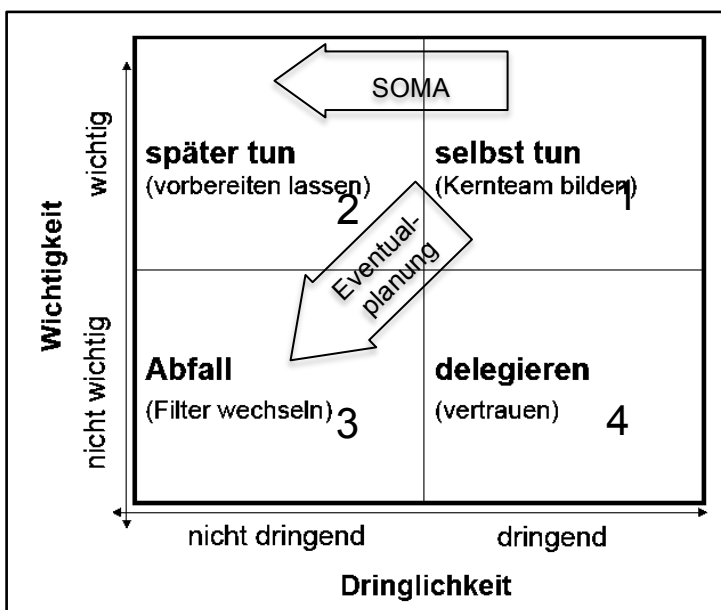 SOMA
später tun
(vorbereiten lassen)
2
selbst tun
(Kernteam bilden)
1
Eventual-
planung
Abfall
(Filter wechseln)
3
delegieren
(vertrauen)
4
Wichtigkeit
wichtig
nicht wichtig
nicht dringend
dringend
Dringlichkeit